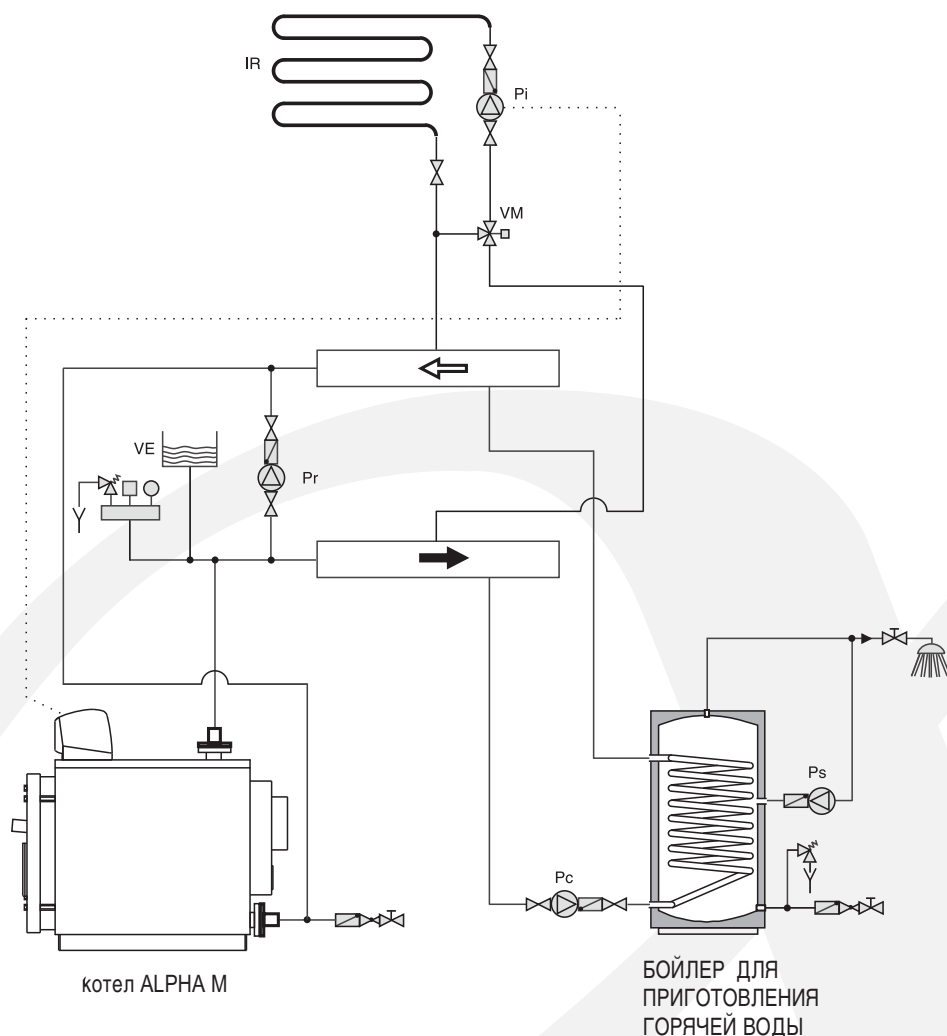 IR
Pi
VM
VE
Pr
Ps
Pc
котел ALPHA M
БОЙЛЕР ДЛЯ
ПРИГОТОВЛЕНИЯ
ГОРЯЧЕЙ ВОДЫ